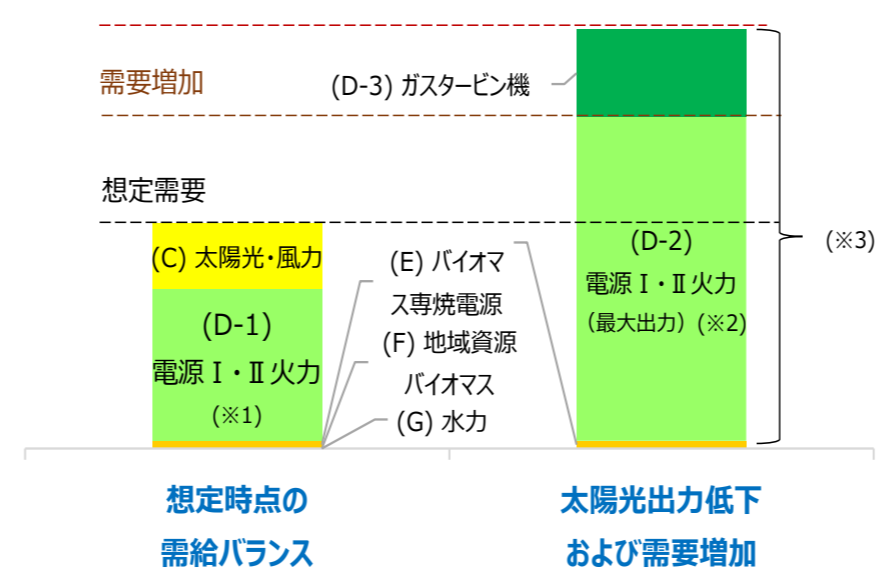 需要増加
(D-3) ガスタービン機
想定需要
(C) 太陽光・風力
(D-1)
電源Ⅰ・Ⅱ火力
(※1)
(E) バイオマ
ス専焼電源
(F) 地域資源
バイオマス
(G) 水力
(D-2)
電源Ⅰ・Ⅱ火力
(最大出力) (※2)
(※3)
想定時点の
需給バランス
太陽光出力低下
および需要増加